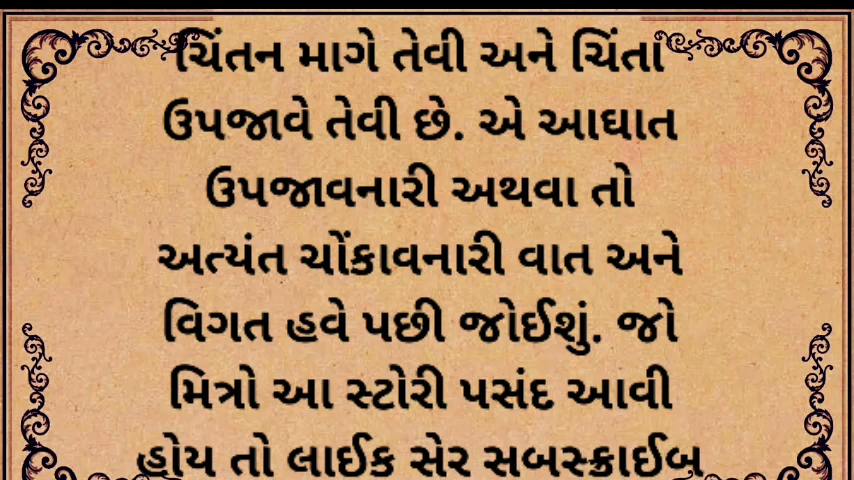 ચિંતન માગે તેવી અને ચિંતા
ઉપજાવે તેવી છે. એ આઘાત
ઉપજાવનારી અથવા તો
અત્યંત ચોંકાવનારી વાત અને
વિગત હવે પછી જોઈશું. જો
મિત્રો આ સ્ટોરી પસંદ આવી
હોય તો લાઈક સેર સબસ્ક્રાઈબ